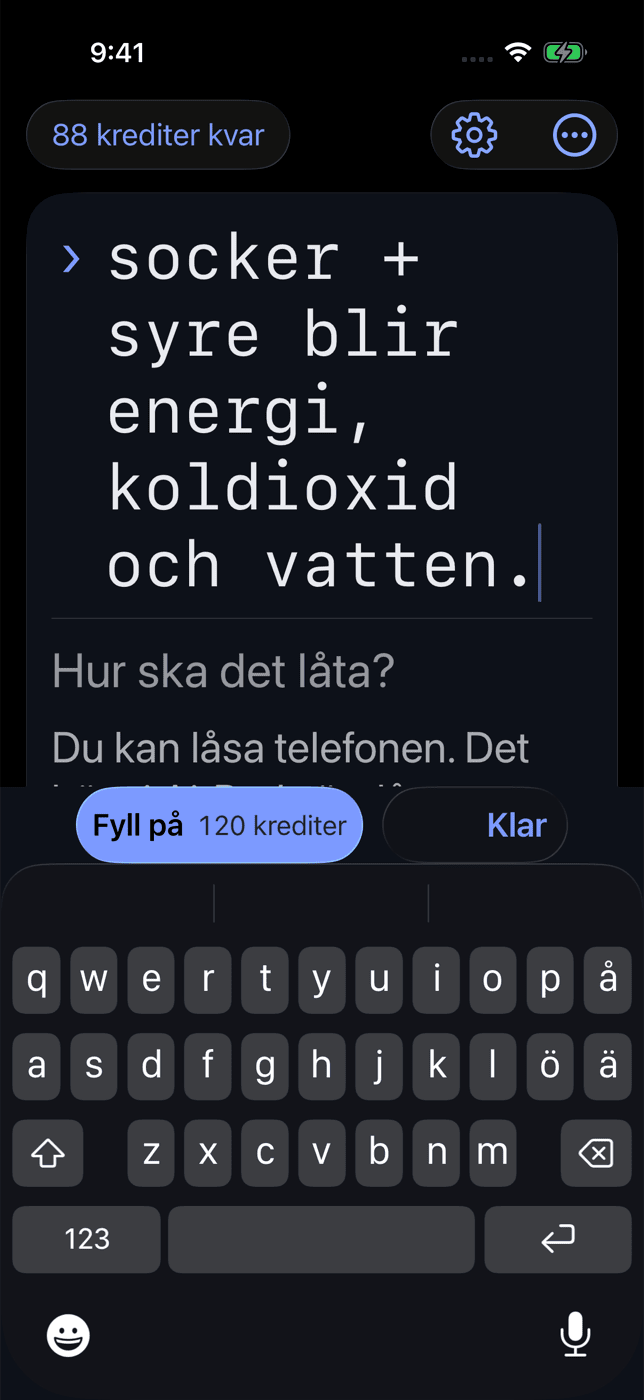 9:41
88 krediter kvar
› socker +
syre blir
energi,
koldioxid
och vatten.
Hur ska det låta?
Du kan låsa telefonen. Det
Fyll på 120 krediter
Klar
q w e r t y u i o p å
a s d f g h j k l ö ä
z x c v b n m
123